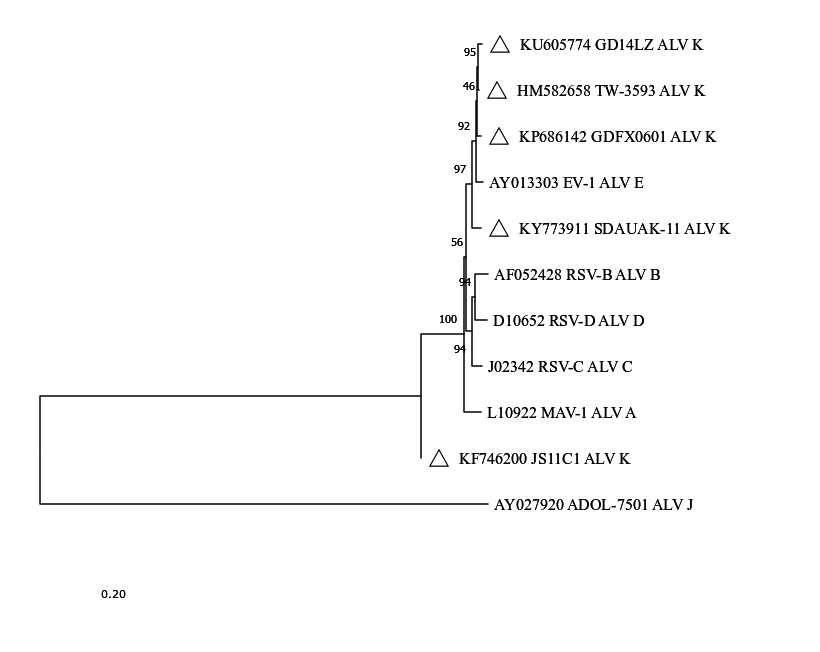 95
KU605774 GD14LZ ALV K
46
HM582658 TW-3593 ALV K
92
KP686142 GDFX0601 ALV K
97
AY013303 EV-1 ALV E
KY773911 SDAUAK-11 ALV K
56
AF052428 RSV-B ALV B
94
D10652 RSV-D ALV D
100
94
J02342 RSV-C ALV C
L10922 MAV-1 ALV A
KF746200 JS11C1 ALV K
AY027920 ADOL-7501 ALV J
0.20